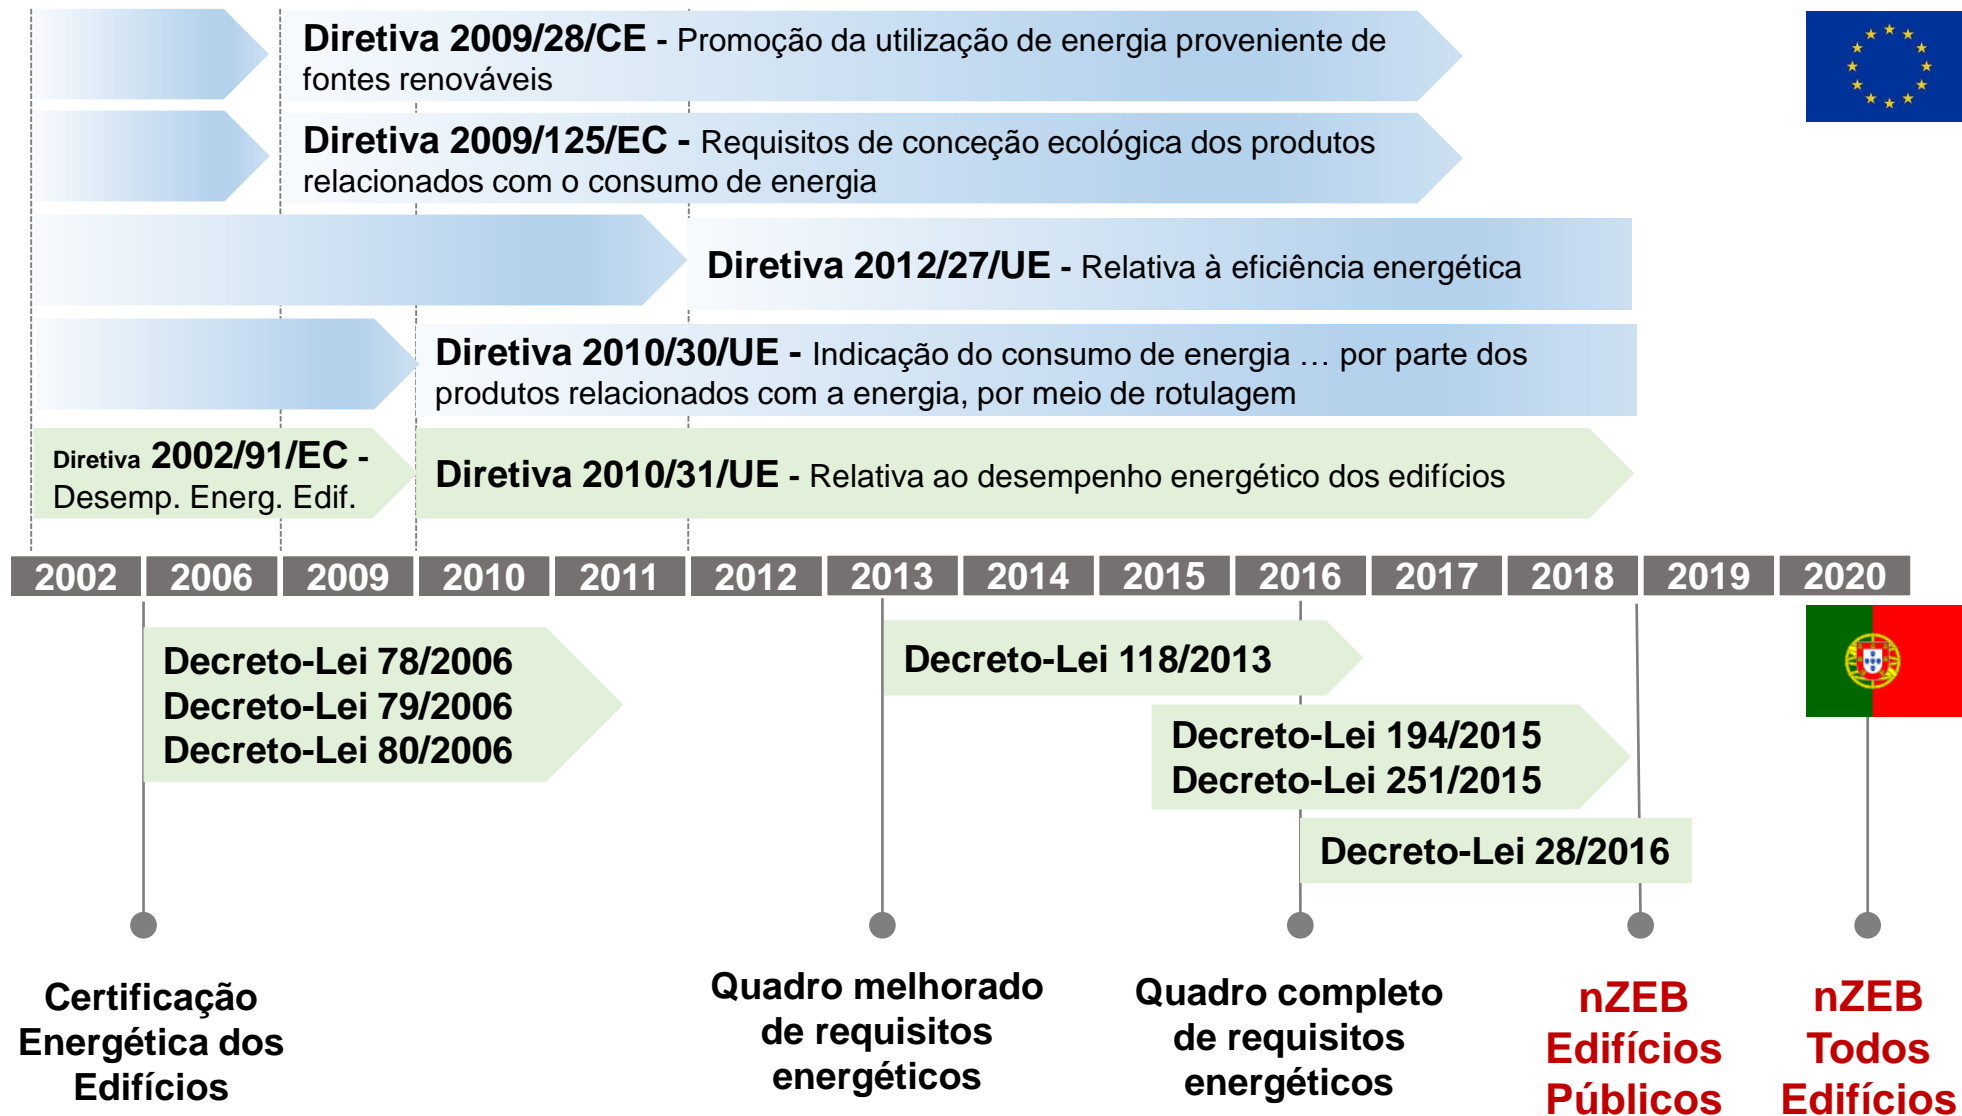 Diretiva 2009/28/CE - Promoção da utilização de energia proveniente de
fontes renováveis
Diretiva 2009/125/EC - Requisitos de conceção ecológica dos produtos
relacionados com o consumo de energia
Diretiva 2012/27/UE - Relativa à eficiência energética
Diretiva 2010/30/UE - Indicação do consumo de energia … por parte dos
produtos relacionados com a energia, por meio de rotulagem
Diretiva 2002/91/EC -
Desemp. Energ. Edif.
Diretiva 2010/31/UE - Relativa ao desempenho energético dos edifícios
2002 2006 2009 2010 2011 2012 2013 2014 2015 2016 2017 2018 2019 2020
Decreto-Lei 78/2006
Decreto-Lei 79/2006
Decreto-Lei 80/2006
Decreto-Lei 118/2013
Decreto-Lei 194/2015
Decreto-Lei 251/2015
Decreto-Lei 28/2016
Certificação
Energética dos
Edifícios
Quadro melhorado
de requisitos
energéticos
Quadro completo
de requisitos
energéticos
nZEB
Edifícios
Públicos
nZEB
Todos
Edifícios